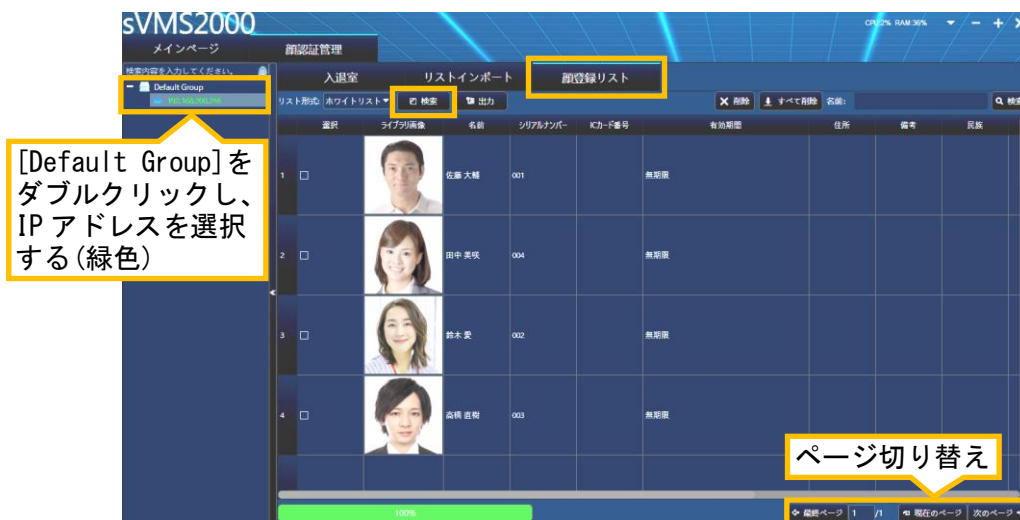 sVMS2000
CPU:2% RAM:36%
メインページ
顔認証管理
検索内容を入力してください。
入退室
リストインポート
顔登録リスト
Default Group
リスト形式: ホワイトリスト
検索
出力
削除
すべて削除
名前:
検索
選択 ライブラリ画像 名前 シリアルナンバー ICカード番号 有効期間 住所 備考 民族
[Default Group]を
ダブルクリックし、
IPアドレスを選択
する(緑色)
1 佐藤 大輔 001 無期限
2 田中 美咲 004 無期限
3 鈴木 愛 002 無期限
4 高橋 直樹 003 無期限
ページ切り替え
100%
最終ページ 1 /1 現在のページ 次のページ